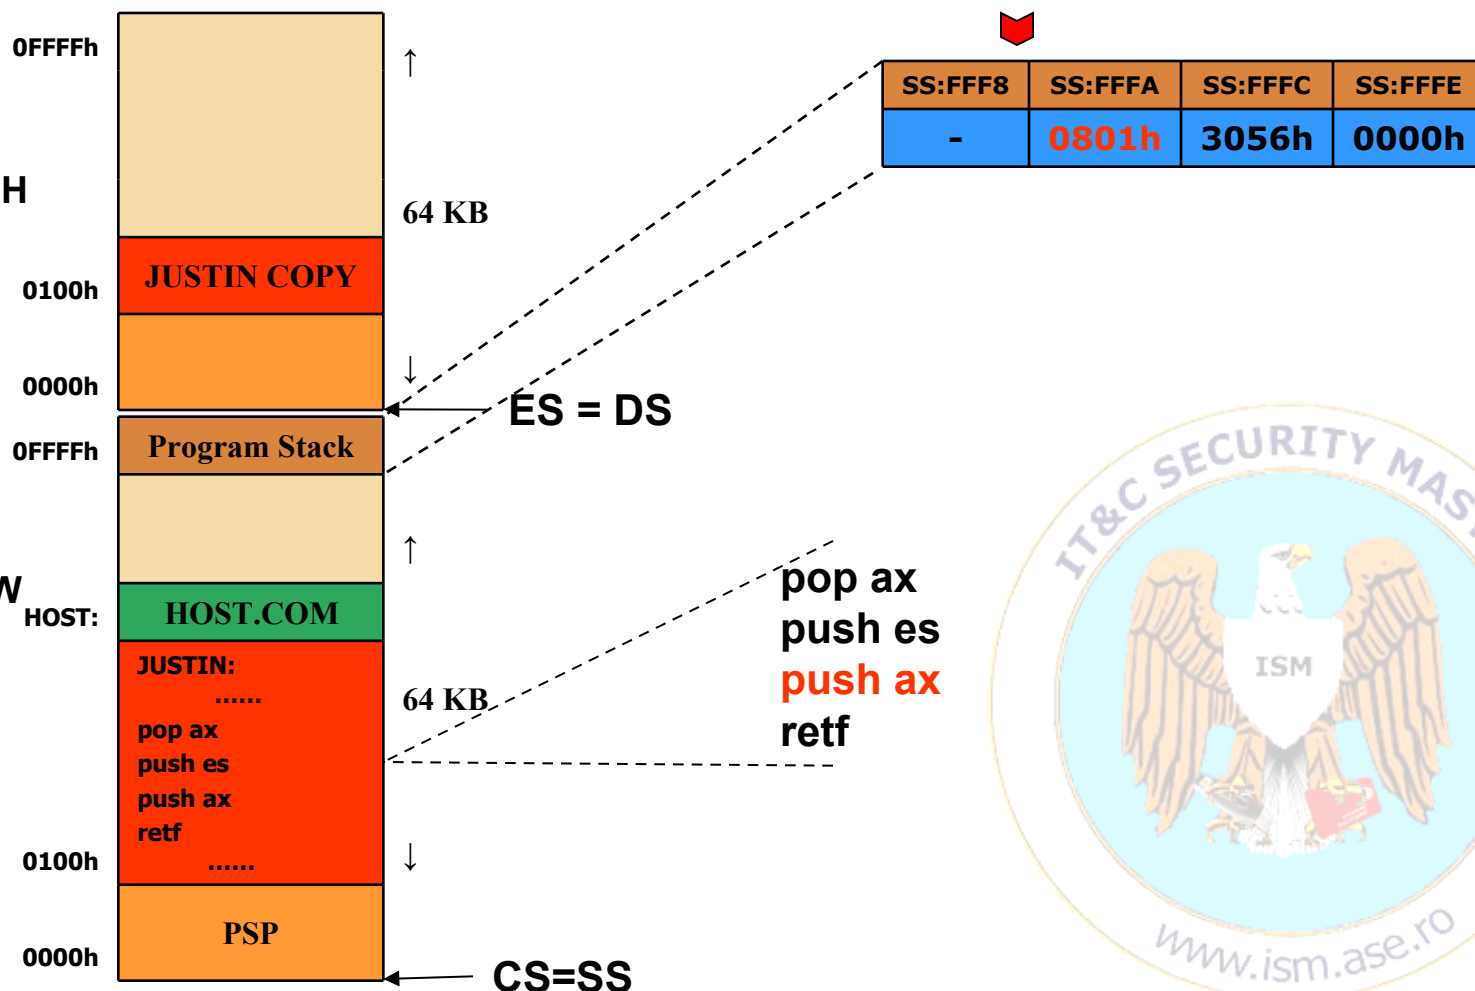 0FFFFh
H
64 KB
JUSTIN COPY
0100h
0000h
ES = DS
SS:FFF8 SS:FFFA SS:FFFC SS:FFFE
- 0801h 3056h 0000h
0FFFFh
Program Stack
W
HOST:
HOST.COM
JUSTIN:
......
pop ax
push es
push ax
retf
......
64 KB
0100h
PSP
0000h
CS=SS
pop ax
push es
push ax
retf
IT&C SECURITY MAS
ISM
www.ism.ase.ro